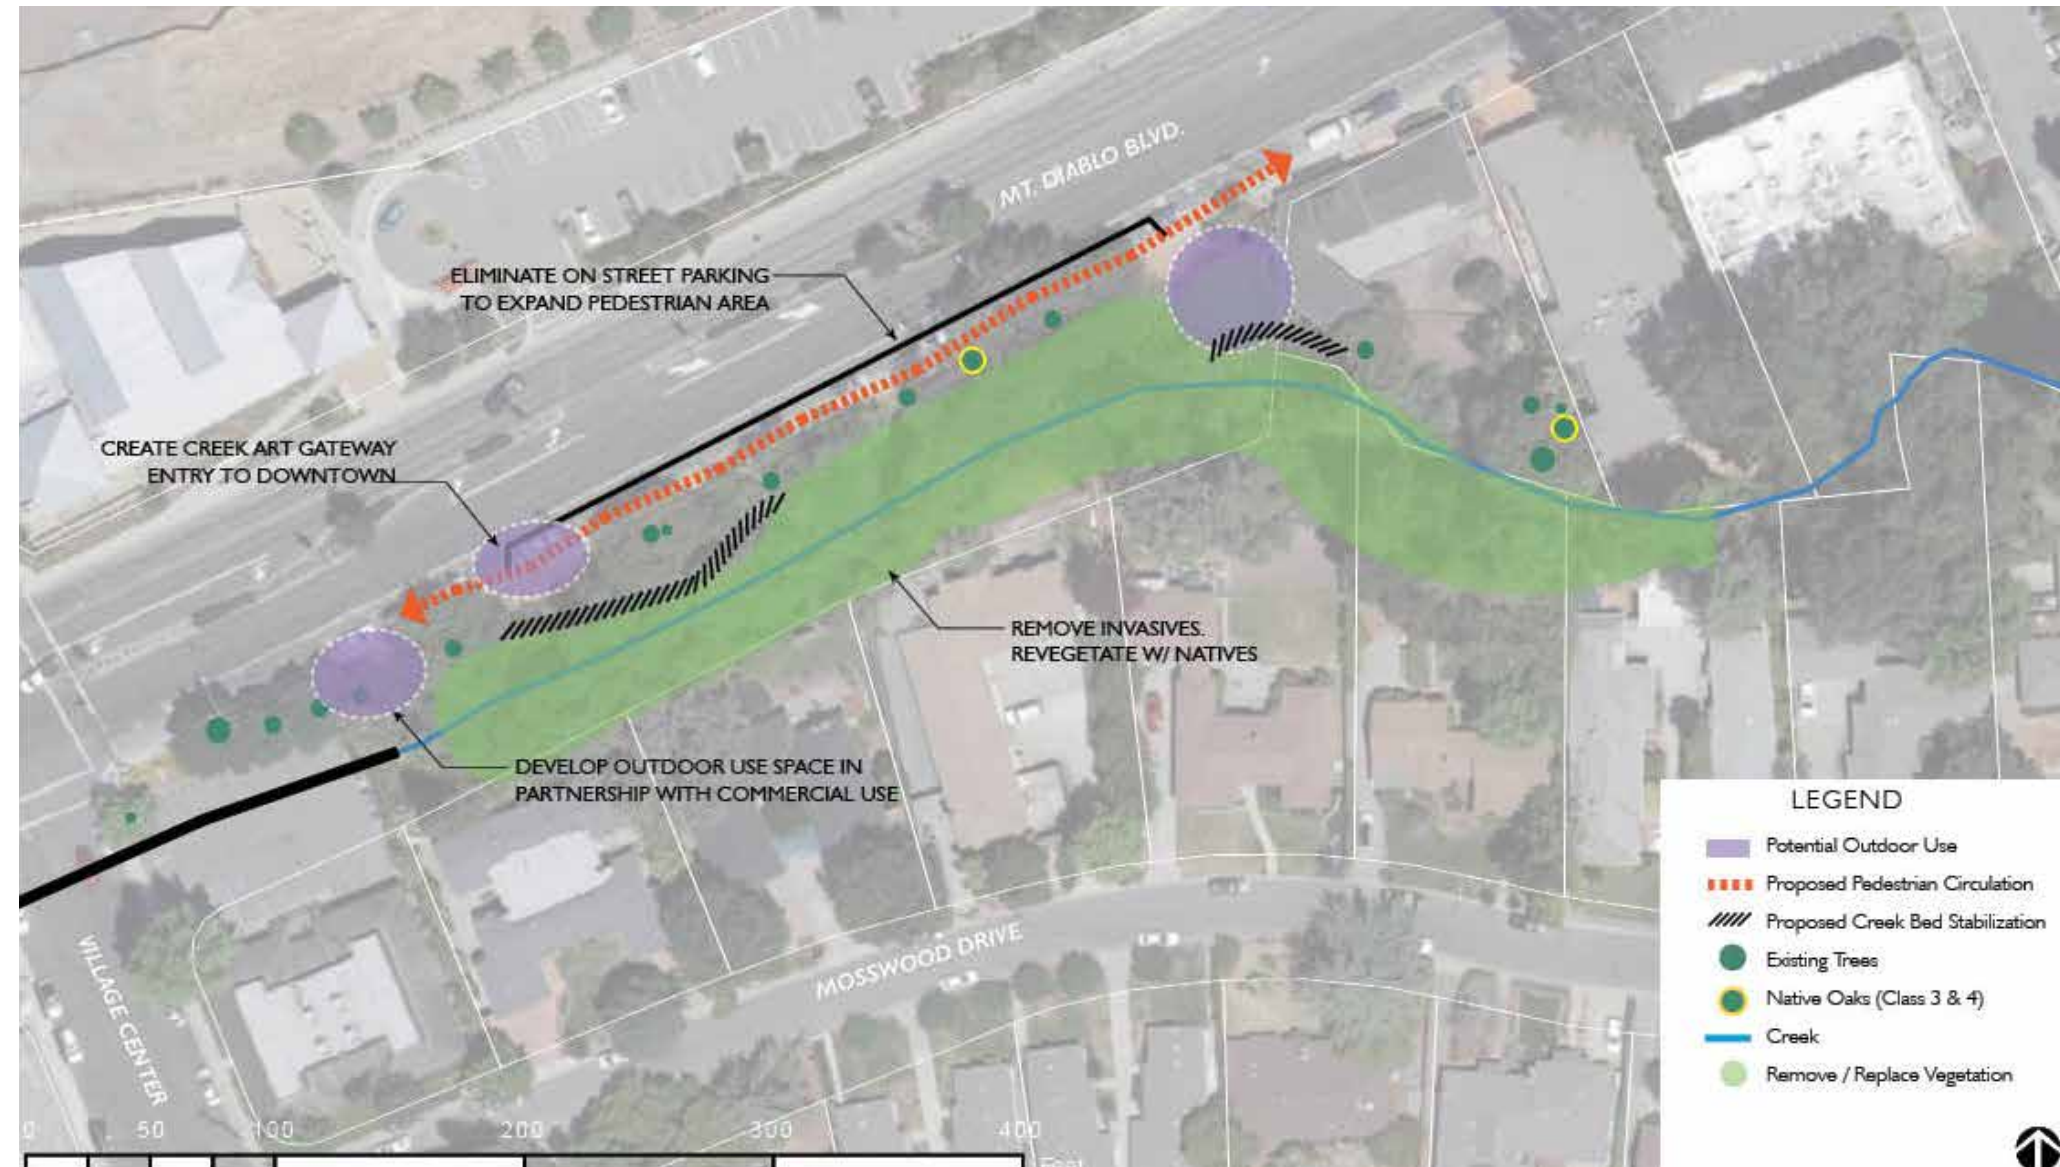 MT. DIABLO BLVD.
ELIMINATE ON STREET PARKING
TO EXPAND PEDESTRIAN AREA
CREATE CREEK ART GATEWAY
ENTRY TO DOWNTOWN
REMOVE INVASIVES.
REVEGETATE W/ NATIVES
DEVELOP OUTDOOR USE SPACE IN
PARTNERSHIP WITH COMMERCIAL USE
MOSSWOOD DRIVE
VILLAGE CENTER
LEGEND
Potential Outdoor Use
Proposed Pedestrian Circulation
Proposed Creek Bed Stabilization
Existing Trees
Native Oaks (Class 3 & 4)
Creek
Remove / Replace Vegetation
0 50 100 200 300 400